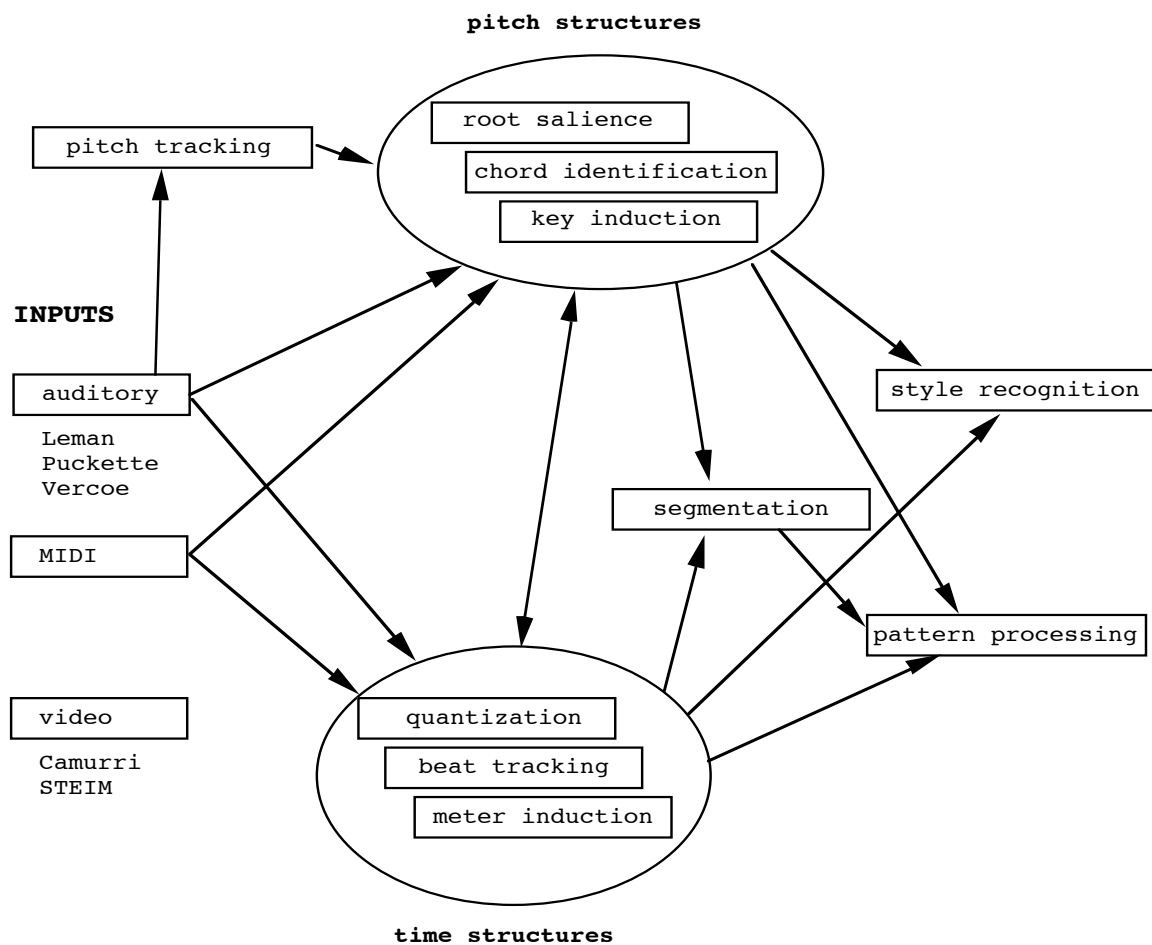 pitch structures
root salience
pitch tracking
chord identification
key induction
INPUTS
auditory
style recognition
Leman
Puckette
Vercoe
segmentation
MIDI
pattern processing
video
quantization
Camurri
STEIM
beat tracking
meter induction
time structures